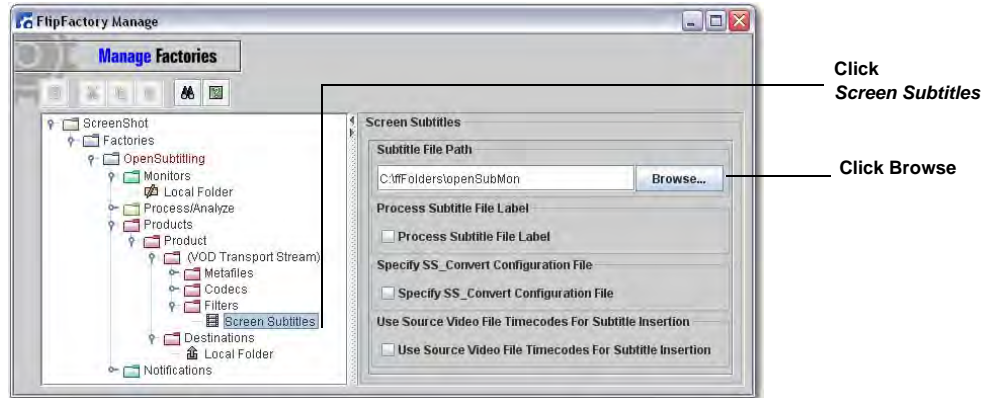 FlipFactory Manage
Manage Factories
ScreenShot
Factories
OpenSubtitling
Monitors
Local Folder
Process/Analyze
Products
Product
(VOD Transport Stream)
Metafiles
Codecs
Filters
Screen Subtitles
Destinations
Local Folder
Notifications
Screen Subtitles
Subtitle File Path
C:\ffFolders\openSubMon
Browse...
Process Subtitle File Label
Process Subtitle File Label
Specify SS_Convert Configuration File
Specify SS_Convert Configuration File
Use Source Video File Timecodes For Subtitle Insertion
Use Source Video File Timecodes For Subtitle Insertion
Click
Screen Subtitles
Click Browse